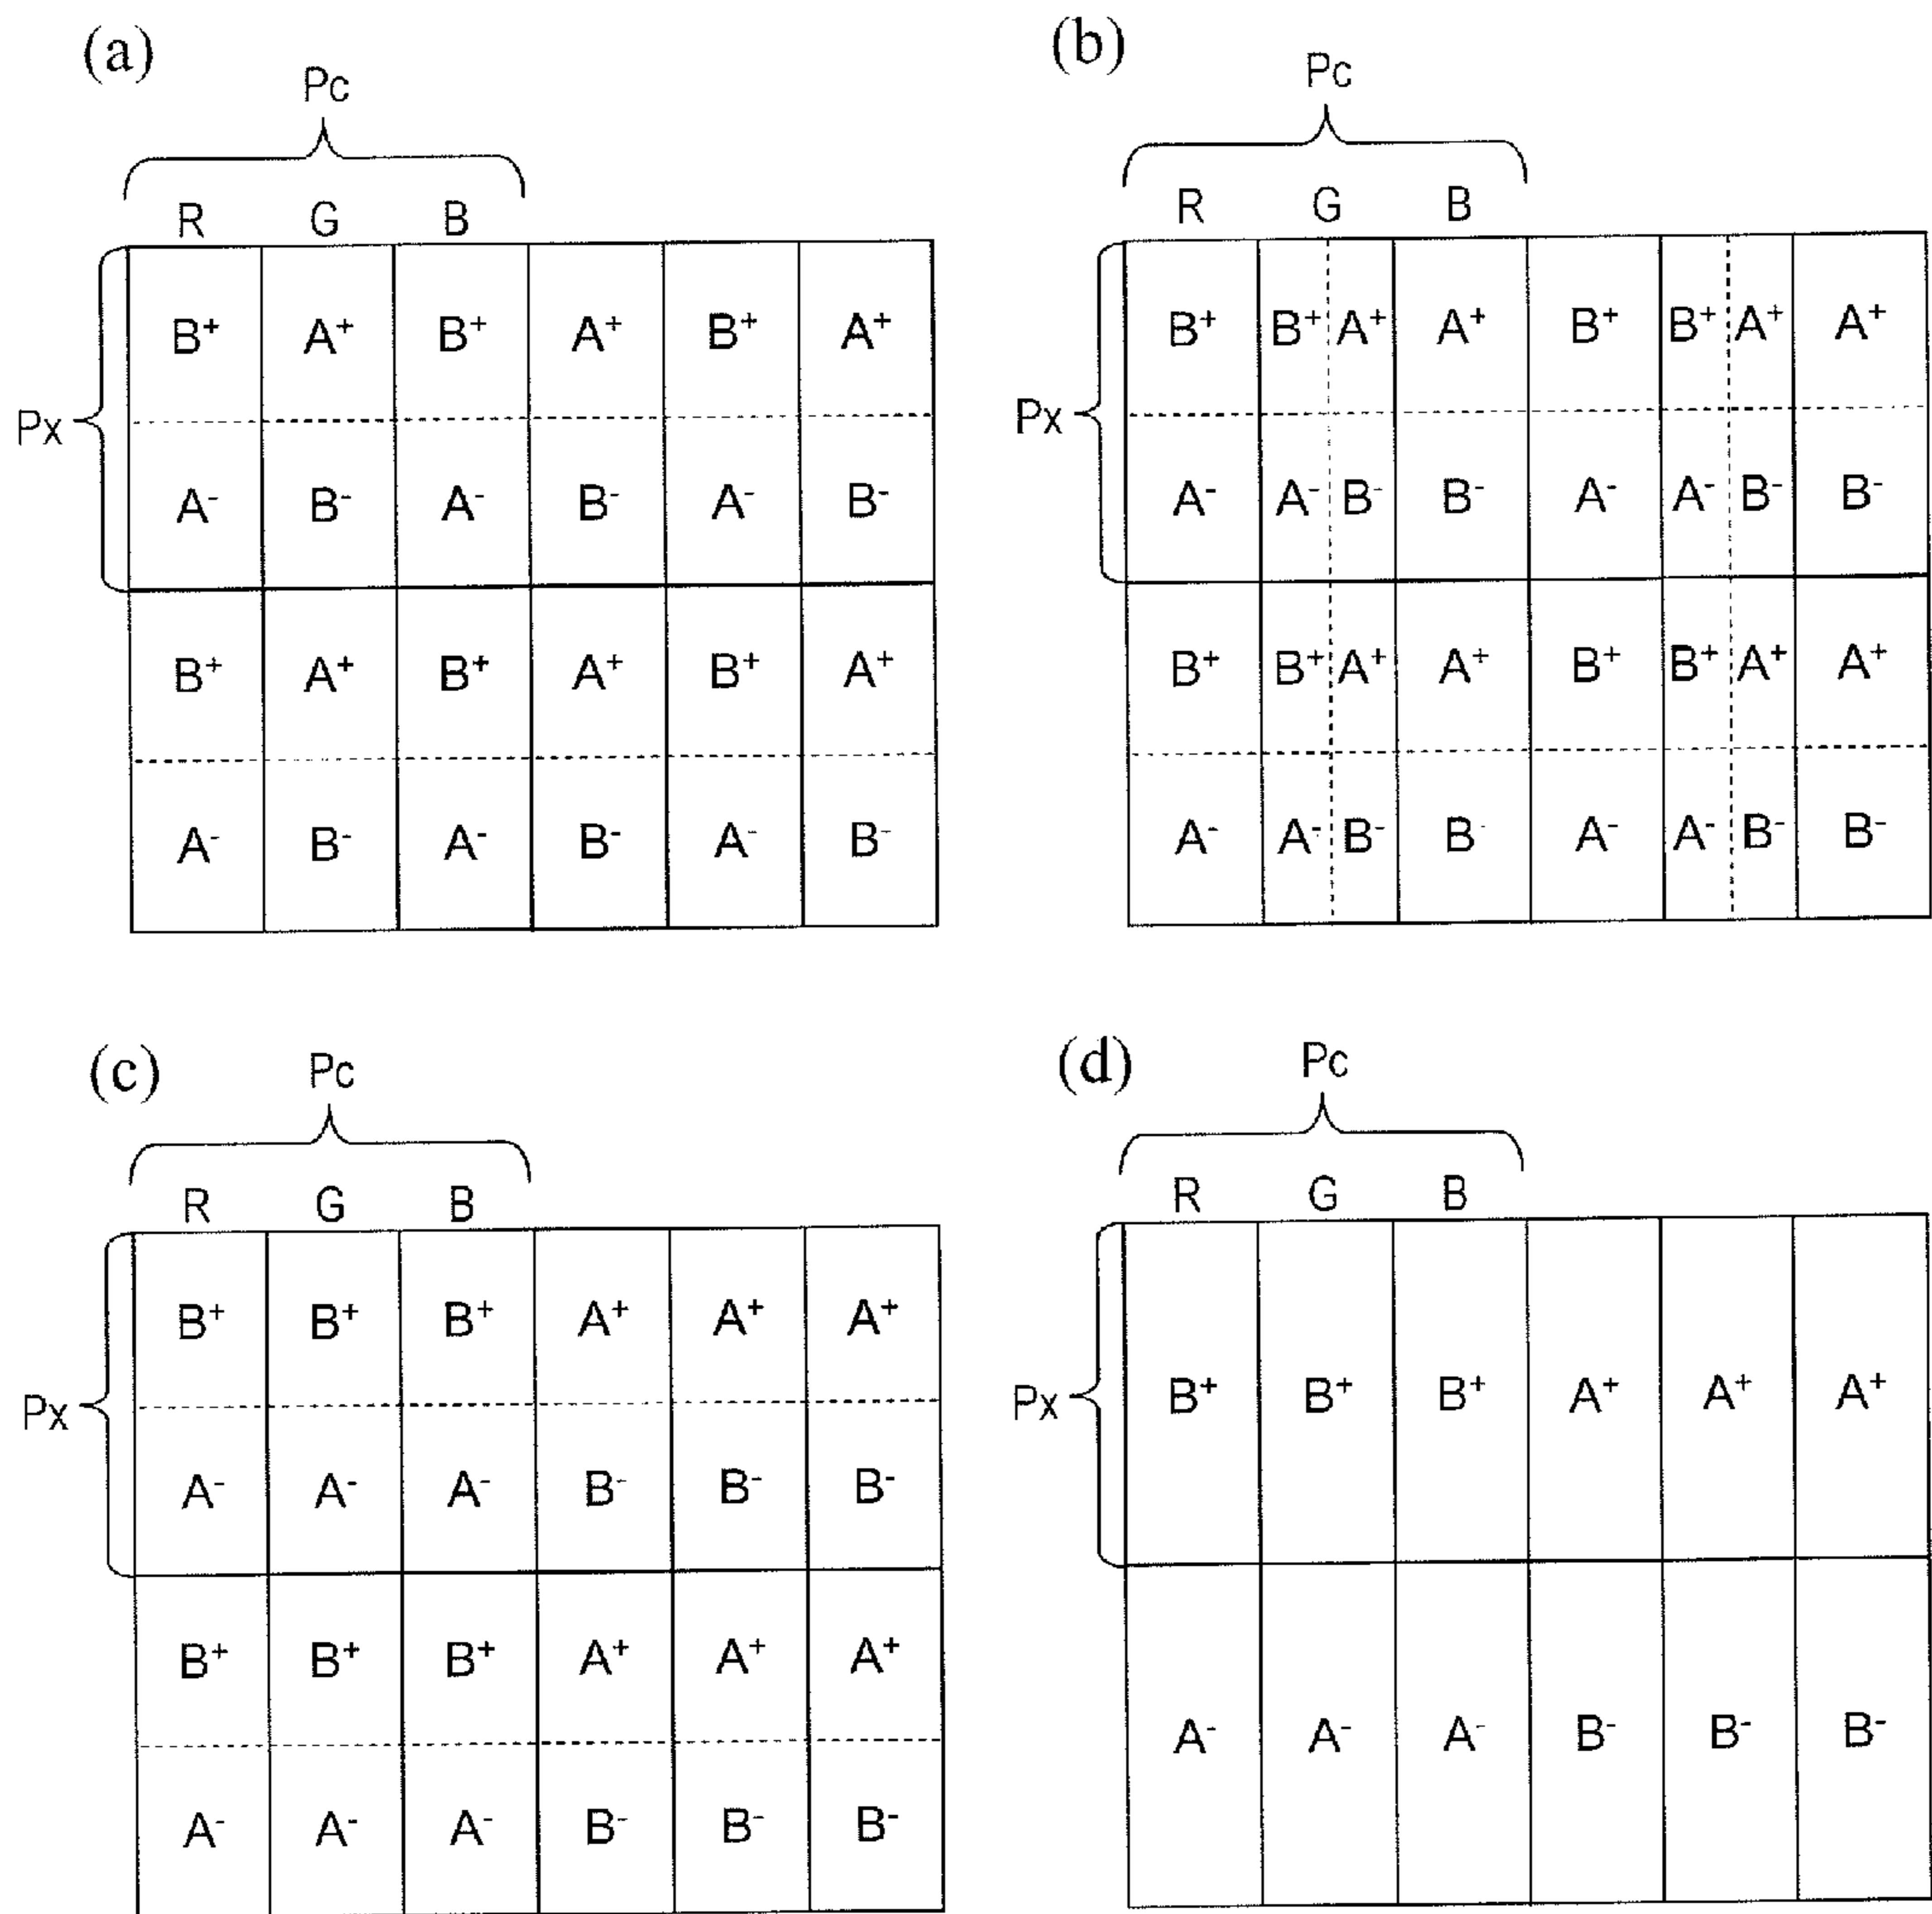 (a)
Pc
R G B
Px
B⁺ A⁺ B⁺ A⁺ B⁺ A⁺
A⁻ B⁻ A⁻ B⁻ A⁻ B⁻
B⁺ A⁺ B⁺ A⁺ B⁺ A⁺
A⁻ B⁻ A⁻ B⁻ A⁻ B⁻
(b)
Pc
R G B
Px
B⁺ B⁺ A⁺ A⁺ B⁺ B⁺ A⁺ A⁺
A⁻ A⁻ B⁻ B⁻ A⁻ A⁻ B⁻ B⁻
B⁺ B⁺ A⁺ A⁺ B⁺ B⁺ A⁺ A⁺
A⁻ A⁻ B⁻ B⁻ A⁻ A⁻ B⁻ B⁻
(c)
Pc
R G B
Px
B⁺ B⁺ B⁺ A⁺ A⁺ A⁺
A⁻ A⁻ A⁻ B⁻ B⁻ B⁻
B⁺ B⁺ B⁺ A⁺ A⁺ A⁺
A⁻ A⁻ A⁻ B⁻ B⁻ B⁻
(d)
Pc
R G B
Px
B⁺ B⁺ B⁺ A⁺ A⁺ A⁺
A⁻ A⁻ A⁻ B⁻ B⁻ B⁻